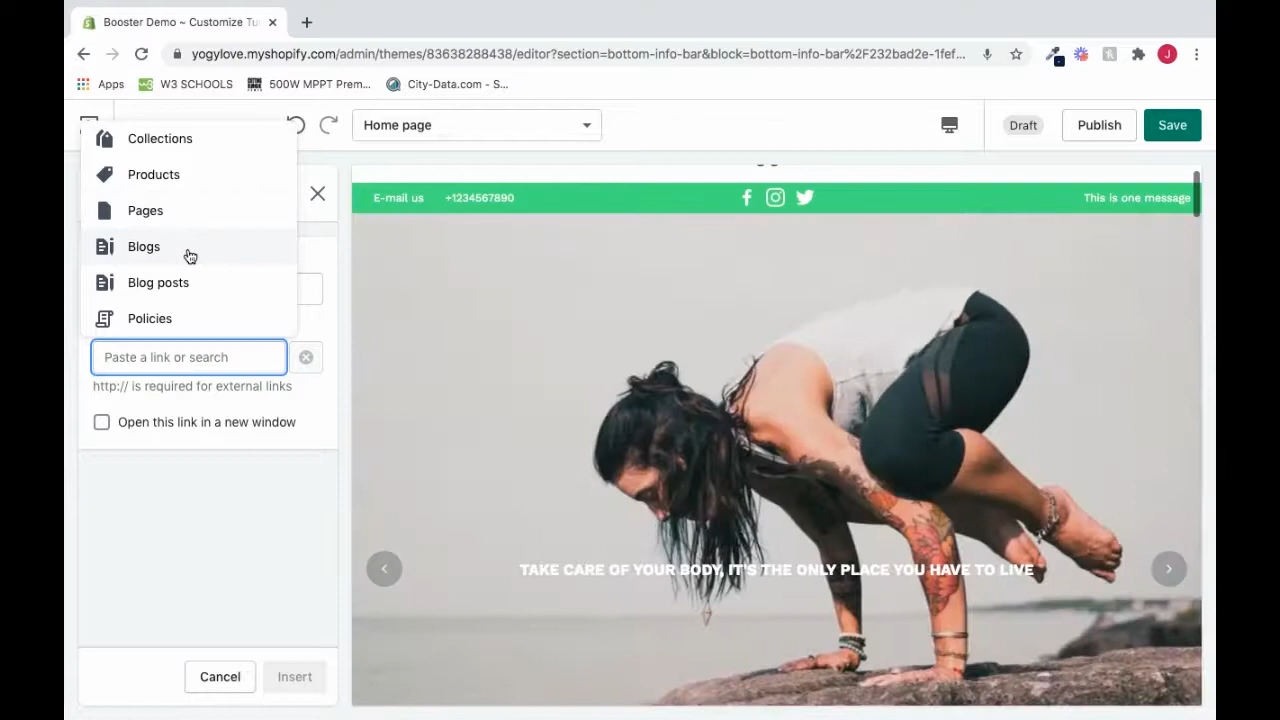 Booster Demo ~ Customize Tu
yogylove.myshopify.com/admin/themes/83638288438/editor?section=bottom-info-bar&block=bottom-info-bar%2F232bad2e-1fef...
J
Apps W3 SCHOOLS 500W MPPT Prem... City-Data.com - S...
Home page
Draft
Publish
Save
Collections
Products
Pages
Blogs
Blog posts
Policies
Paste a link or search
http:// is required for external links
Open this link in a new window
Cancel
Insert
E-mail us +1234567890
This is one message
TAKE CARE OF YOUR BODY, IT'S THE ONLY PLACE YOU HAVE TO LIVE